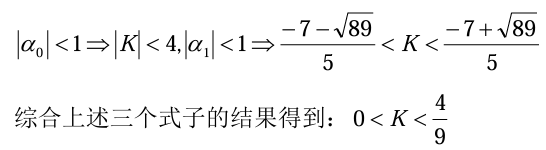 |α₀| < 1 ⇒ |K| < 4, |α₁| < 1 ⇒ (−7 − √89)/5 < K < (−7 + √89)/5
综合上述三个式子的结果得到：0 < K < 4/9